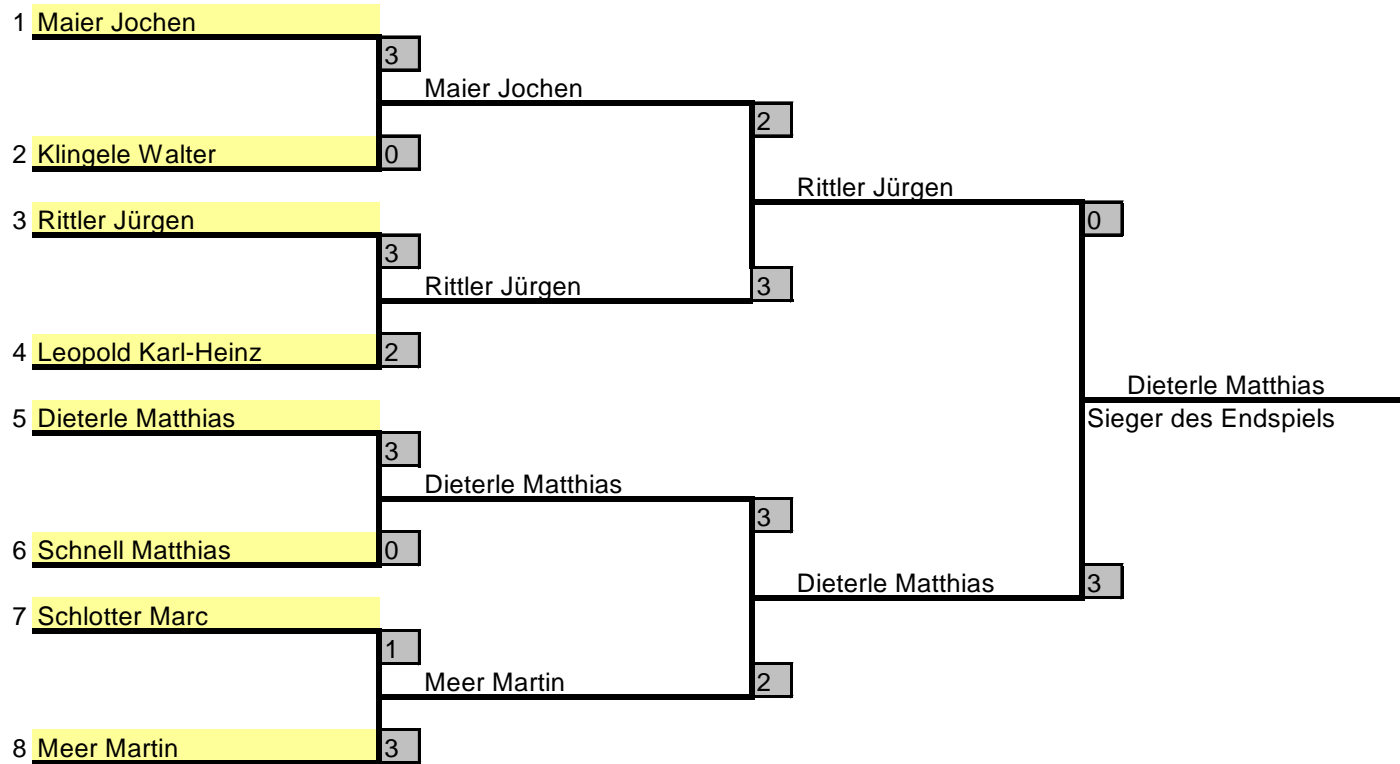 1 Maier Jochen
3
Maier Jochen
2
2 Klingele Walter 0
Rittler Jürgen
3 Rittler Jürgen 0
3
Rittler Jürgen 3
4 Leopold Karl-Heinz 2
Dieterle Matthias
5 Dieterle Matthias
Sieger des Endspiels
3
Dieterle Matthias
3
6 Schnell Matthias 0
Dieterle Matthias 3
7 Schlotter Marc
1
Meer Martin 2
8 Meer Martin 3